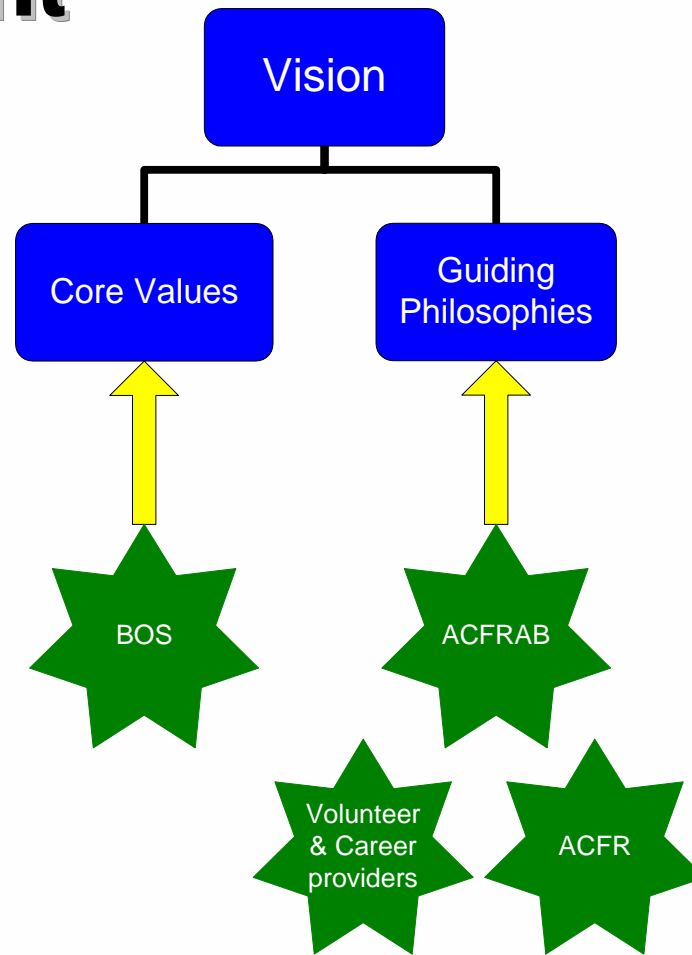 Vision
Core Values
Guiding
Philosophies
BOS
ACFRAB
Volunteer
& Career
providers
ACFR